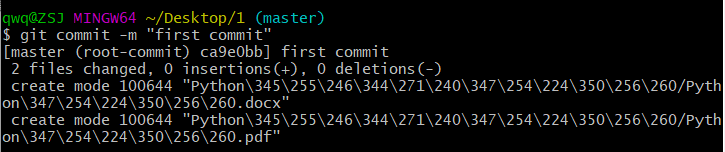 qwq@ZSJ MINGW64 ~/Desktop/1 (master)
$ git commit -m "first commit"
[master (root-commit) ca9e0bb] first commit
 2 files changed, 0 insertions(+), 0 deletions(-)
 create mode 100644 "Python\345\255\246\344\271\240\347\254\224\350\256\260/Pyth
on\347\254\224\350\256\260.docx"
 create mode 100644 "Python\345\255\246\344\271\240\347\254\224\350\256\260/Pyth
on\347\254\224\350\256\260.pdf"